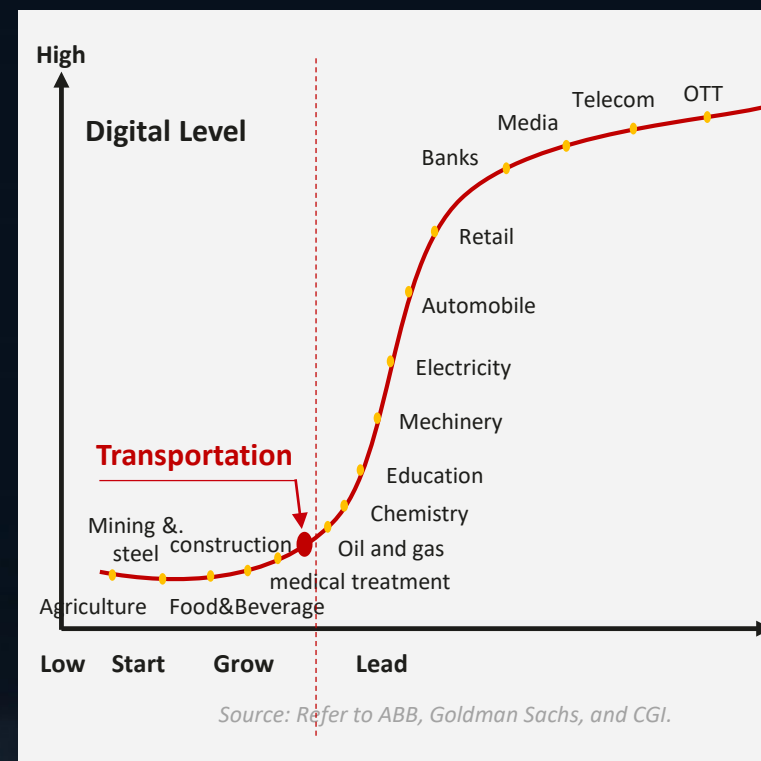 High
Digital Level
OTT
Telecom
Media
Banks
Retail
Automobile
Electricity
Mechinery
Transportation
Education
Chemistry
Mining &.
steel
construction
Oil and gas
medical treatment
Agriculture
Food&Beverage
Low
Start
Grow
Lead
Source: Refer to ABB, Goldman Sachs, and CGI.